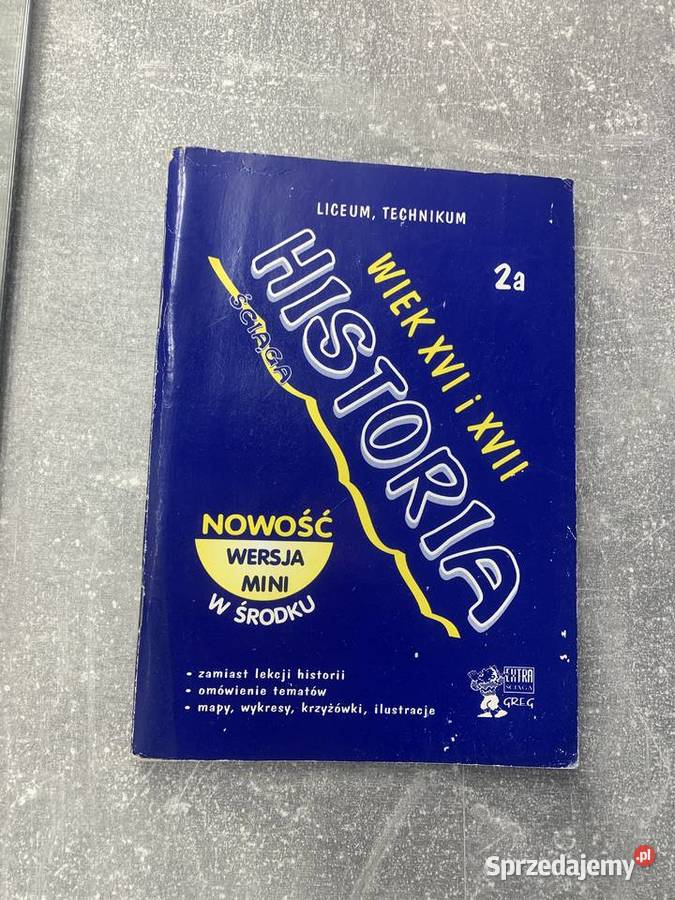 LICEUM, TECHNIKUM
2a
WIEK XVI i XVII
HISTORIA
ŚCIĄGA
NOWOŚĆ
WERSJA
MINI
W ŚRODKU
• zamiast lekcji historii
• omówienie tematów
• mapy, wykresy, krzyżówki, ilustracje
EXTRA
ŚCIĄGA
GREG
Sprzedajemy.pl